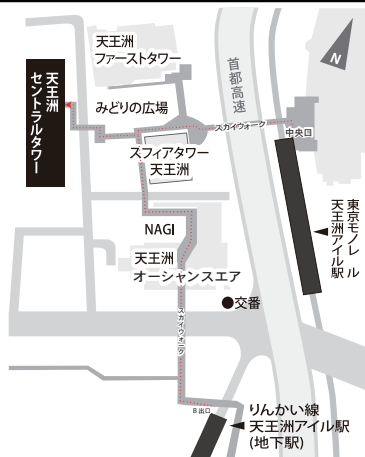 天王洲
ファーストタワー
首都高速
N
天王洲
セントラルタワー
みどりの広場
スカイウォーク
中央口
スフィアタワー
天王洲
東京モノレール
天王洲アイル駅
NAGI
天王洲
オーシャンスエア
●交番
スカイウォーク
B出口
りんかい線
天王洲アイル駅
(地下駅)